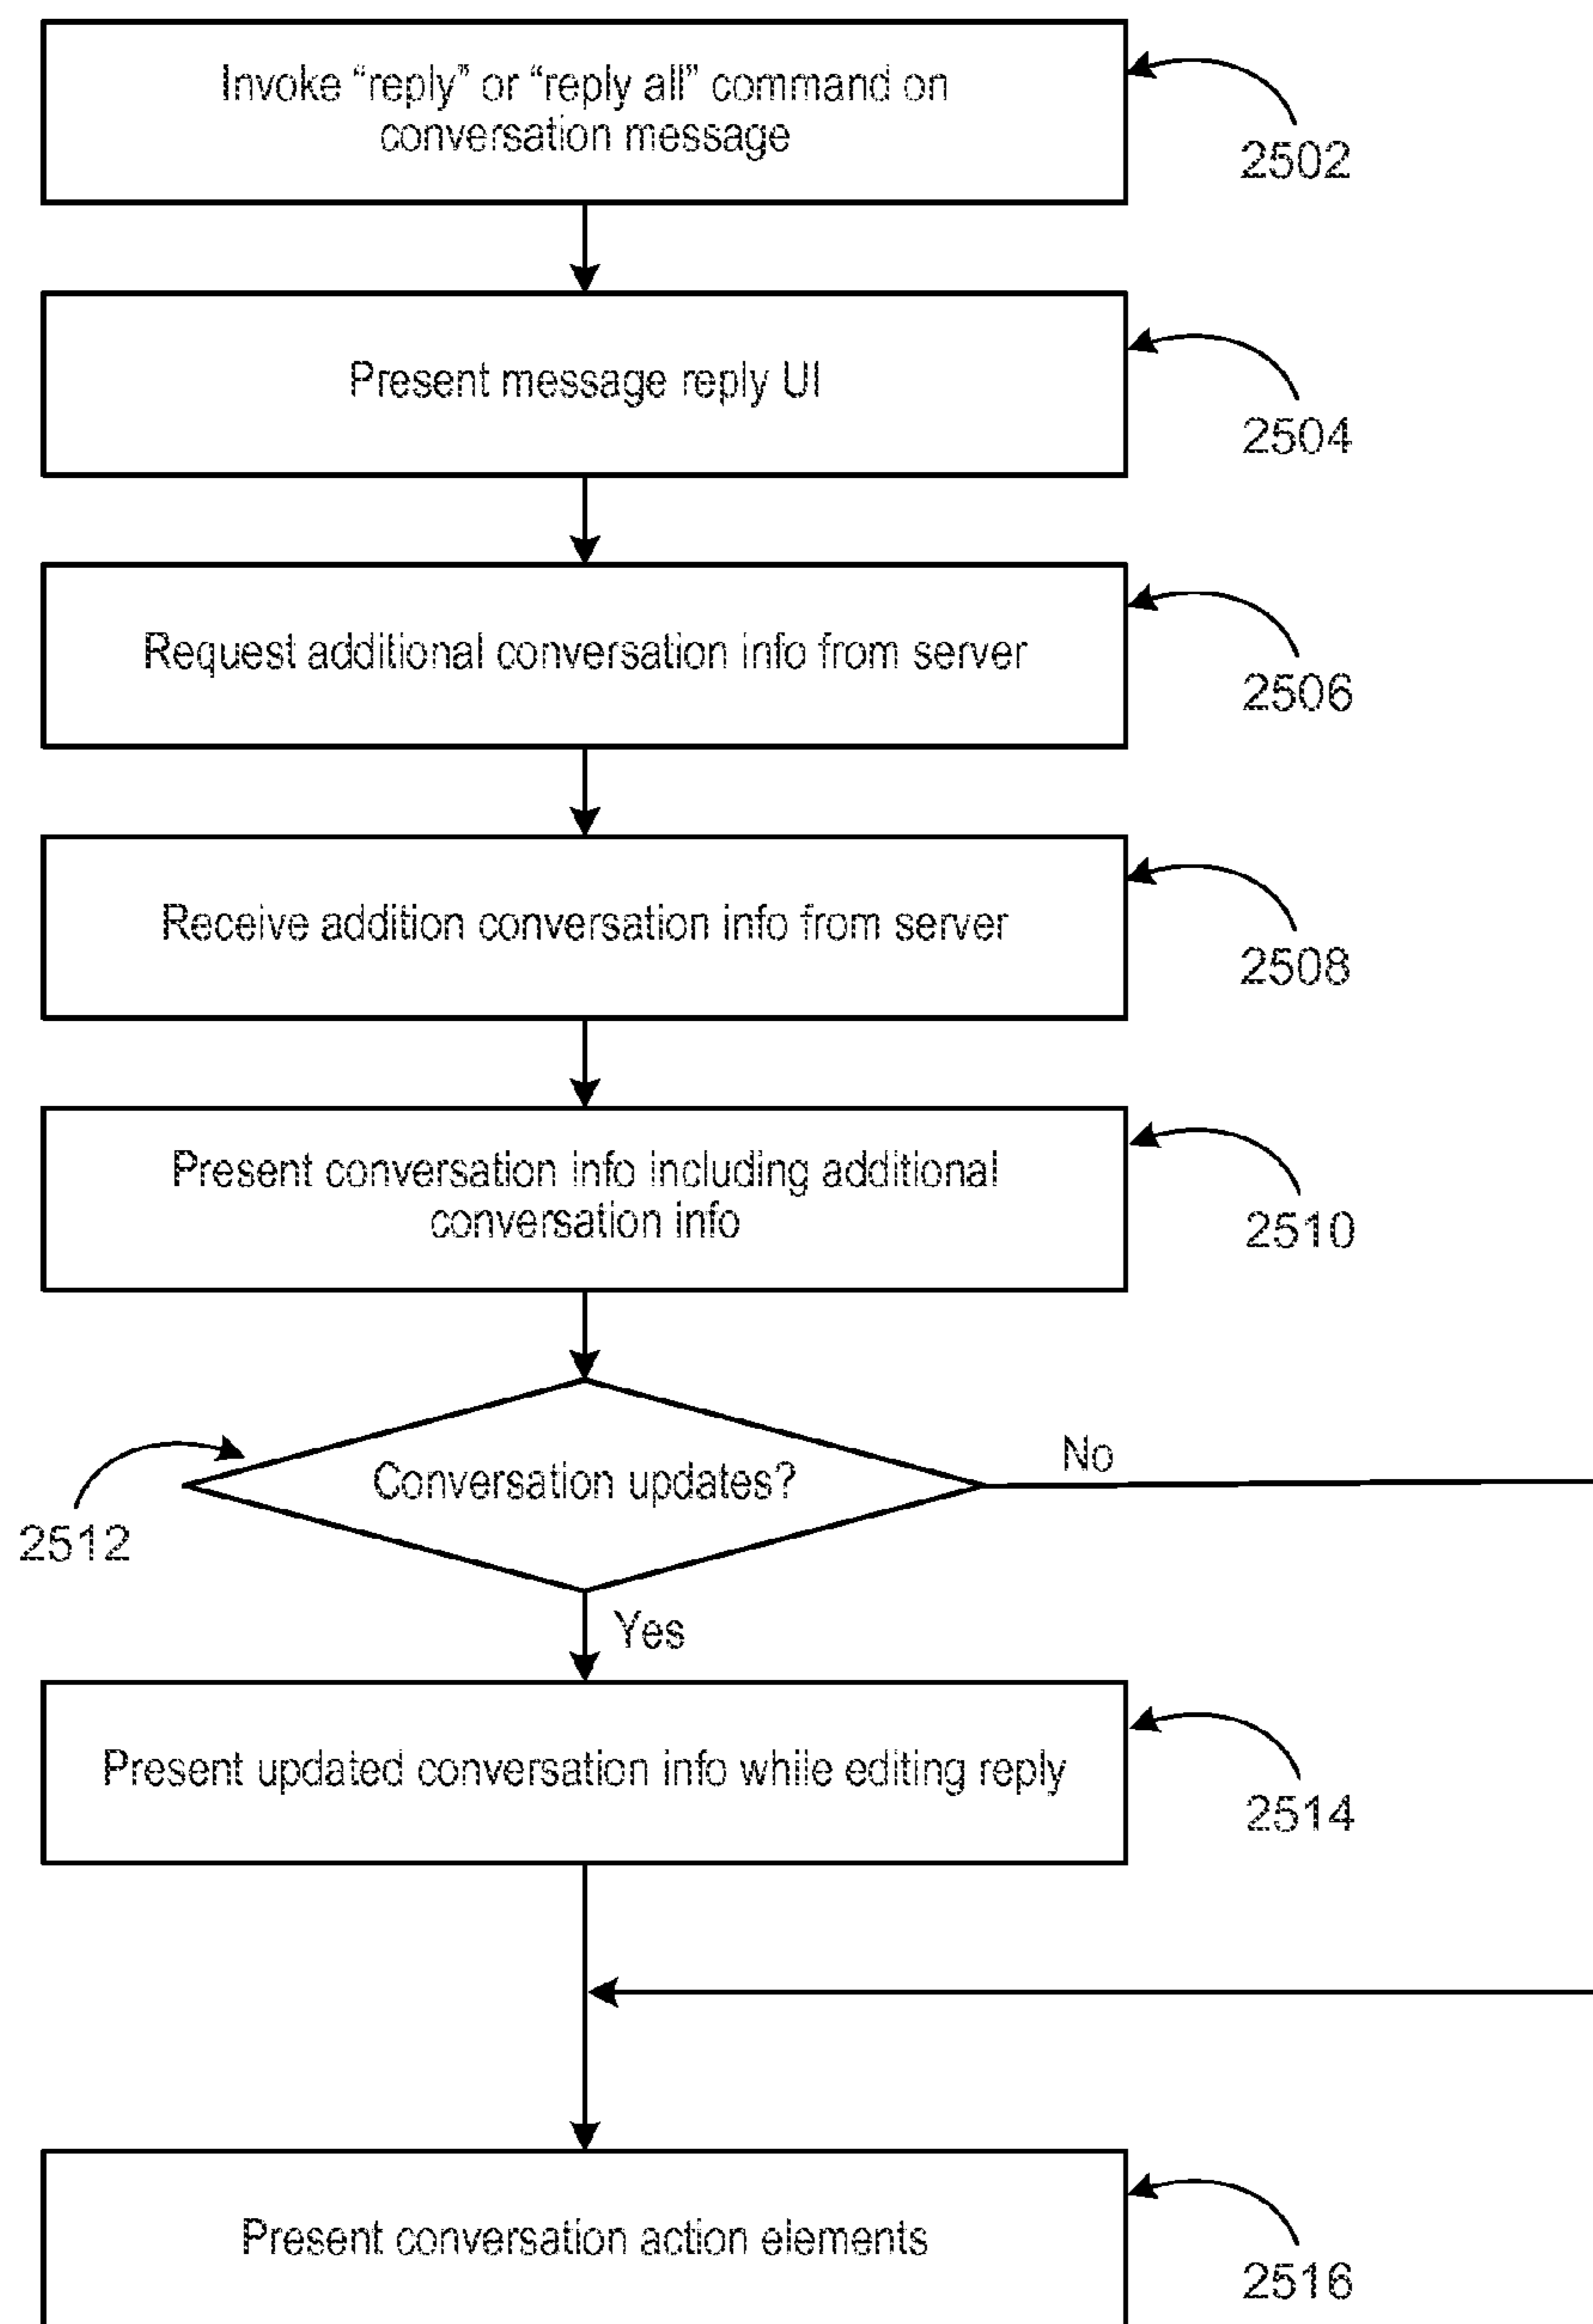 Invoke “reply” or “reply all” command on
conversation message
2502
Present message reply UI
2504
Request additional conversation info from server
2506
Receive addition conversation info from server
2508
Present conversation info including additional
conversation info
2510
Conversation updates?
No
2512
Yes
Present updated conversation info while editing reply
2514
Present conversation action elements
2516